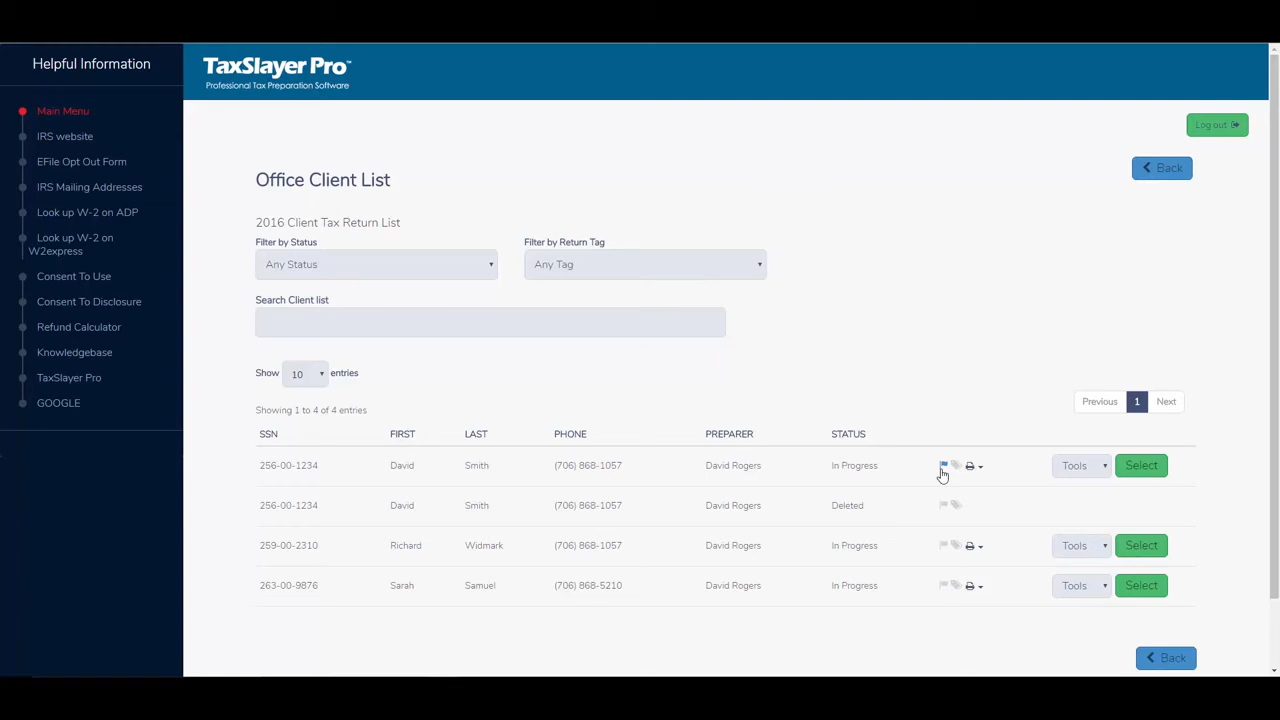 Helpful Information
Main Menu
IRS website
EFile Opt Out Form
IRS Mailing Addresses
Look up W-2 on ADP
Look up W-2 on
W2express
Consent To Use
Consent To Disclosure
Refund Calculator
Knowledgebase
TaxSlayer Pro
GOOGLE
TaxSlayer Pro™
Professional Tax Preparation Software
Log out
Back
Office Client List
2016 Client Tax Return List
Filter by Status Filter by Return Tag
Any Status Any Tag
Search Client list
Show 10 entries
Previous 1 Next
Showing 1 to 4 of 4 entries
SSN FIRST LAST PHONE PREPARER STATUS
256-00-1234 David Smith (706) 868-1057 David Rogers In Progress Tools Select
256-00-1234 David Smith (706) 868-1057 David Rogers Deleted
259-00-2310 Richard Widmark (706) 868-1057 David Rogers In Progress Tools Select
263-00-9876 Sarah Samuel (706) 868-5210 David Rogers In Progress Tools Select
Back